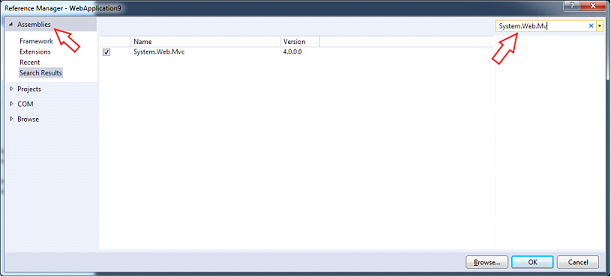 Reference Manager - WebApplication9
Assemblies
System.Web.Mv
Framework
Extensions
Recent
Search Results
Projects
COM
Browse
Name Version
System.Web.Mvc 4.0.0.0
Browse... OK Cancel